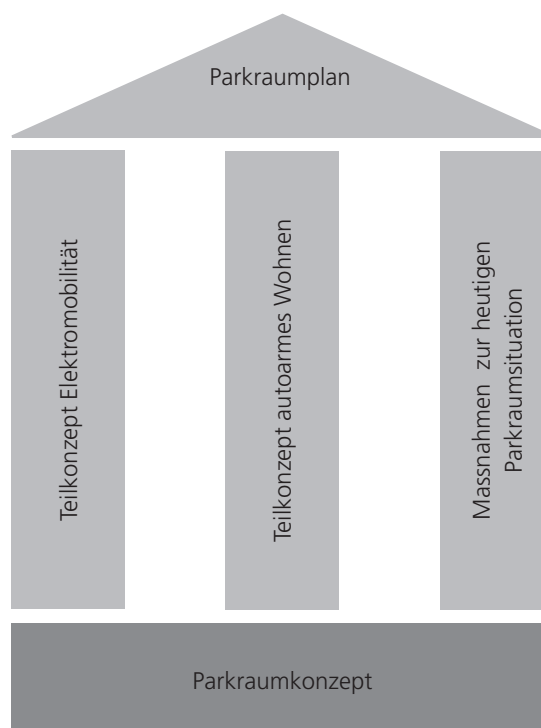 Parkraumplan
Teilkonzept Elektromobilität
Teilkonzept autoarmes Wohnen
Massnahmen zur heutigen
Parkraumsituation
Parkraumkonzept